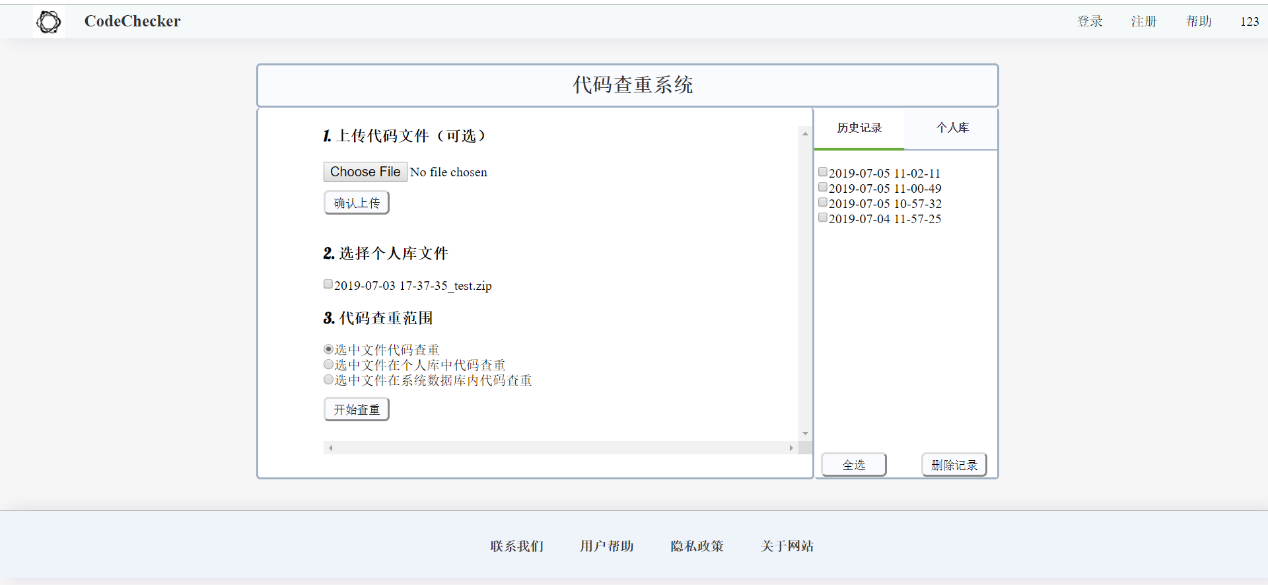 CodeChecker
登录 注册 帮助 123
代码查重系统
1. 上传代码文件（可选）
Choose File No file chosen
确认上传
2. 选择个人库文件
2019-07-03 17-37-35_test.zip
3. 代码查重范围
选中文件代码查重
选中文件在个人库中代码查重
选中文件在系统数据库内代码查重
开始查重
历史记录 个人库
2019-07-05 11-02-11
2019-07-05 11-00-49
2019-07-05 10-57-32
2019-07-04 11-57-25
全选 删除记录
联系我们 用户帮助 隐私政策 关于网站